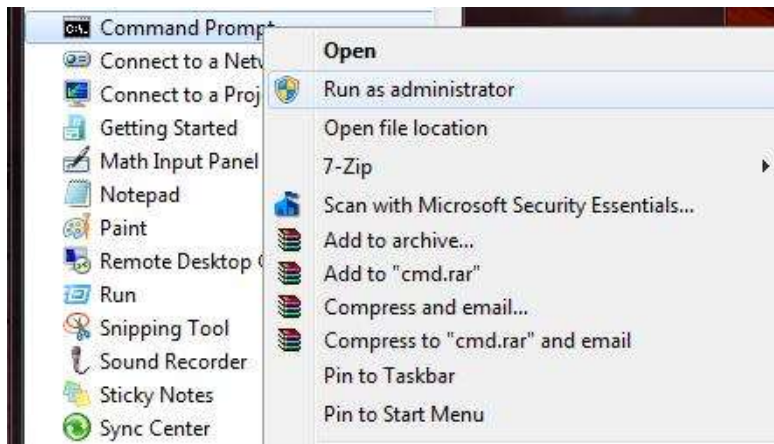 Command Prompt
Connect to a Netw
Connect to a Proj
Getting Started
Math Input Panel
Notepad
Paint
Remote Desktop
Run
Snipping Tool
Sound Recorder
Sticky Notes
Sync Center
Open
Run as administrator
Open file location
7-Zip
Scan with Microsoft Security Essentials...
Add to archive...
Add to "cmd.rar"
Compress and email...
Compress to "cmd.rar" and email
Pin to Taskbar
Pin to Start Menu